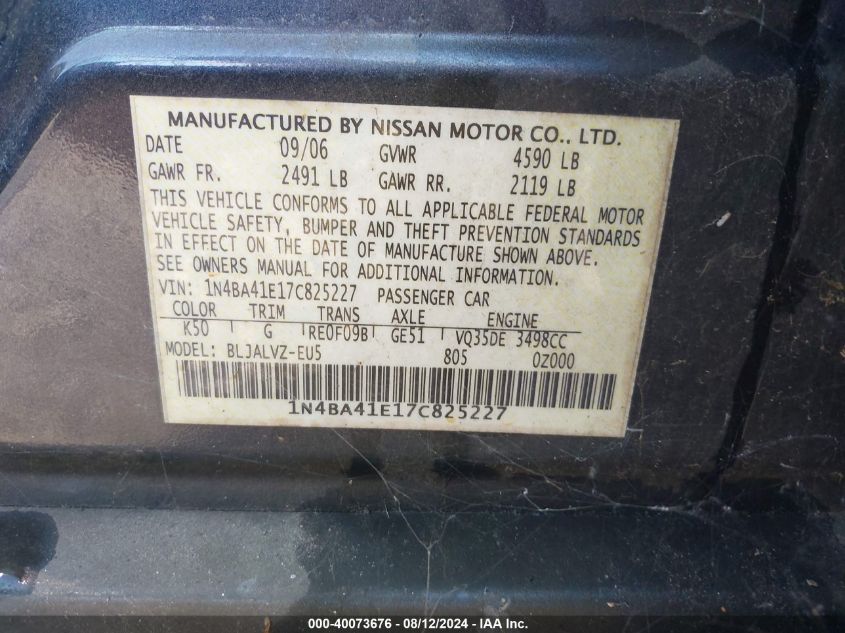 MANUFACTURED BY NISSAN MOTOR CO., LTD.
DATE 09/06 GVWR 4590 LB
GAWR FR. 2491 LB GAWR RR. 2119 LB
THIS VEHICLE CONFORMS TO ALL APPLICABLE FEDERAL MOTOR
VEHICLE SAFETY, BUMPER AND THEFT PREVENTION STANDARDS
IN EFFECT ON THE DATE OF MANUFACTURE SHOWN ABOVE.
SEE OWNERS MANUAL FOR ADDITIONAL INFORMATION.
VIN: 1N4BA41E17C825227 PASSENGER CAR
COLOR TRIM TRANS AXLE ENGINE
K50 G RE0F09B GE51 VQ35DE 3498CC
MODEL: BLJALVZ-EU5 805 0Z000
1N4BA41E17C825227
000-40073676 - 08/12/2024 - IAA Inc.